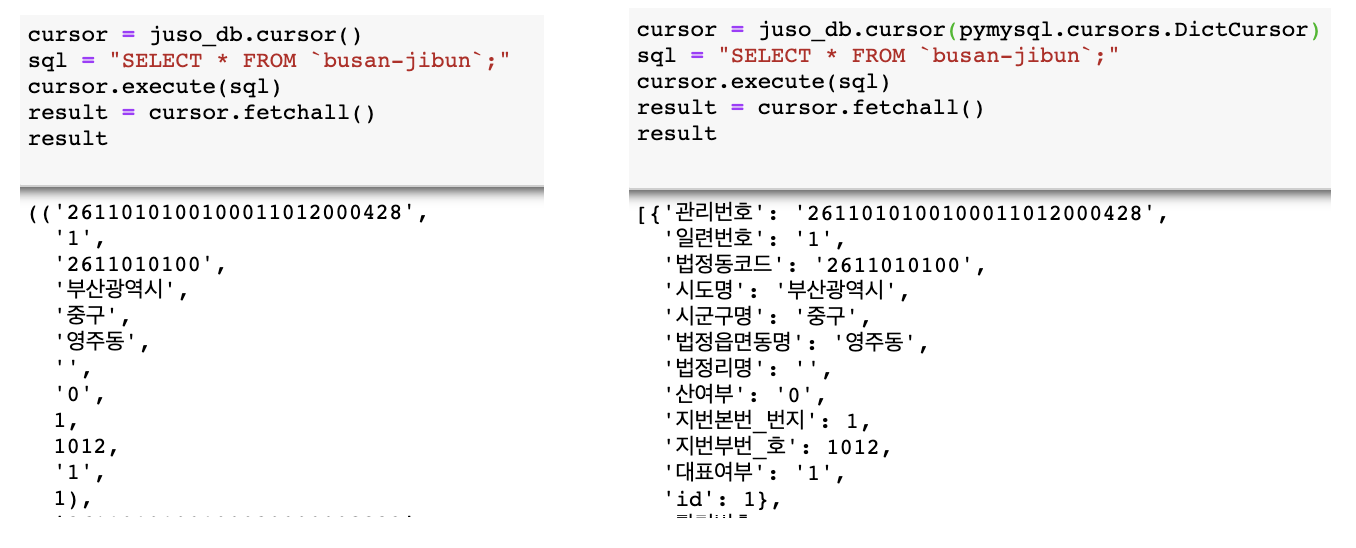 cursor = juso_db.cursor()
sql = "SELECT * FROM `busan-jibun`;"
cursor.execute(sql)
result = cursor.fetchall()
result
(('26110101001000110120​00428',
'1',
'2611010100',
'부산광역시',
'중구',
'영주동',
'',
'0',
1,
1012,
'1',
1),
cursor = juso_db.cursor(pymysql.cursors.DictCursor)
sql = "SELECT * FROM `busan-jibun`;"
cursor.execute(sql)
result = cursor.fetchall()
result
[{'관리번호': '2611010100100011012000428',
'일련번호': '1',
'법정동코드': '2611010100',
'시도명': '부산광역시',
'시군구명': '중구',
'법정읍면동명': '영주동',
'법정리명': '',
'산여부': '0',
'지번본번_번지': 1,
'지번부번_호': 1012,
'대표여부': '1',
'id': 1},